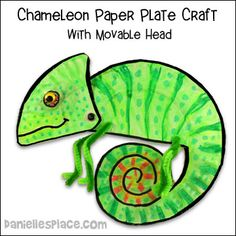 Chameleon Paper Plate Craft
With Movable Head
DaniellesPlace.com